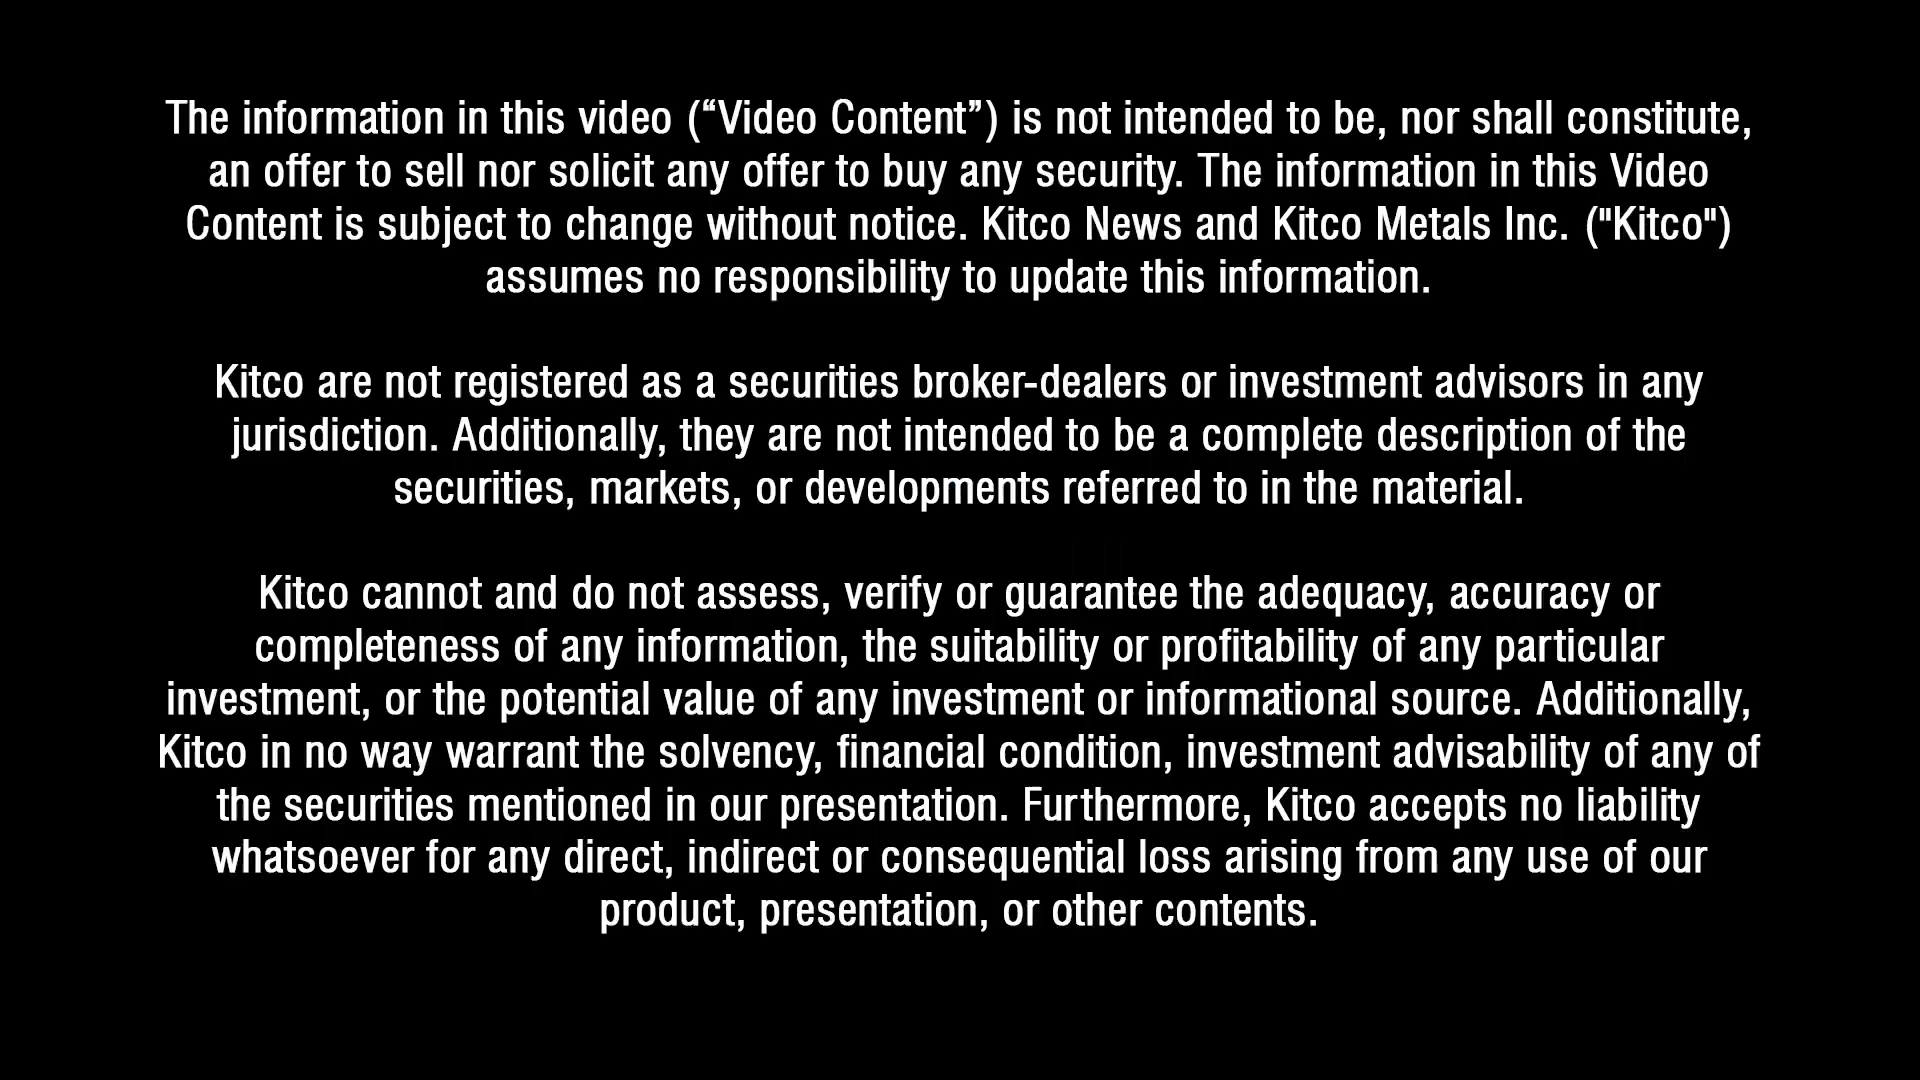 The information in this video (“Video Content”) is not intended to be, nor shall constitute,
an offer to sell nor solicit any offer to buy any security. The information in this Video
Content is subject to change without notice. Kitco News and Kitco Metals Inc. ("Kitco")
assumes no responsibility to update this information.
Kitco are not registered as a securities broker-dealers or investment advisors in any
jurisdiction. Additionally, they are not intended to be a complete description of the
securities, markets, or developments referred to in the material.
Kitco cannot and do not assess, verify or guarantee the adequacy, accuracy or
completeness of any information, the suitability or profitability of any particular
investment, or the potential value of any investment or informational source. Additionally,
Kitco in no way warrant the solvency, financial condition, investment advisability of any of
the securities mentioned in our presentation. Furthermore, Kitco accepts no liability
whatsoever for any direct, indirect or consequential loss arising from any use of our
product, presentation, or other contents.